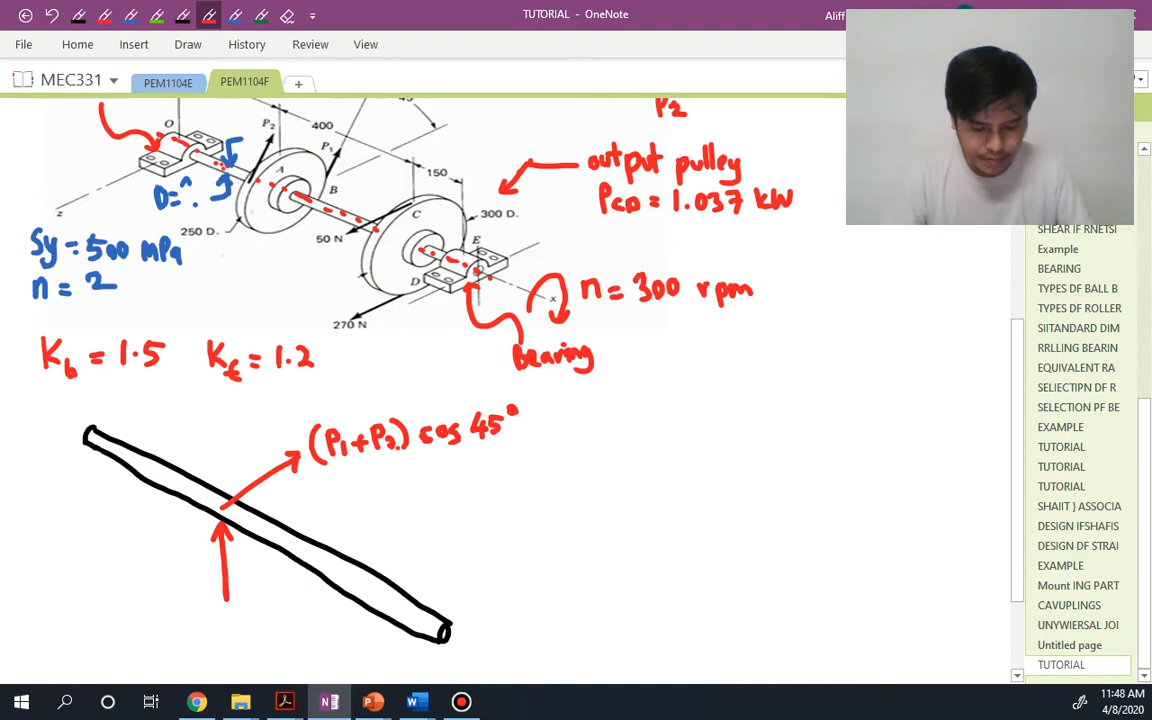 TUTORIAL - OneNote
Aliff
File Home Insert Draw History Review View
MEC331
PEM1104E
PEM1104F
P2
O
P2
400
P1
150
output pulley
PCD = 1.037 kW
A
B
D=?
z
250 D.
50 N
C
300 D.
E
Sy = 500 MPa
n = 2
D
x
n = 300 rpm
270 N
Kb = 1.5 Kt = 1.2
Bearing
(P1+P2) cos 45°
SHEAR IF RNETSI
Example
BEARING
TYPES DF BALL B
TYPES DF ROLLER
SIITANDARD DIM
RRLLING BEARIN
EQUIVALENT RA
SELIECTIPN DF R
SELECTION PF BE
EXAMPLE
TUTORIAL
TUTORIAL
TUTORIAL
SHAIIT } ASSOCIA
DESIGN IFSHAFIS
DESIGN DF STRAI
EXAMPLE
Mount ING PART
CAVUPLINGS
UNYWIERSAL JOI
Untitled page
TUTORIAL
11:48 AM
4/8/2020